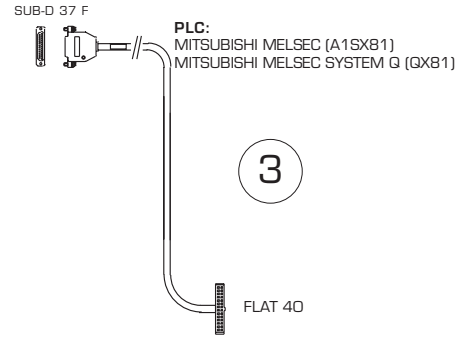 SUB-D 37 F
PLC:
MITSUBISHI MELSEC (A1SX81)
MITSUBISHI MELSEC SYSTEM Q (QX81)
3
FLAT 40